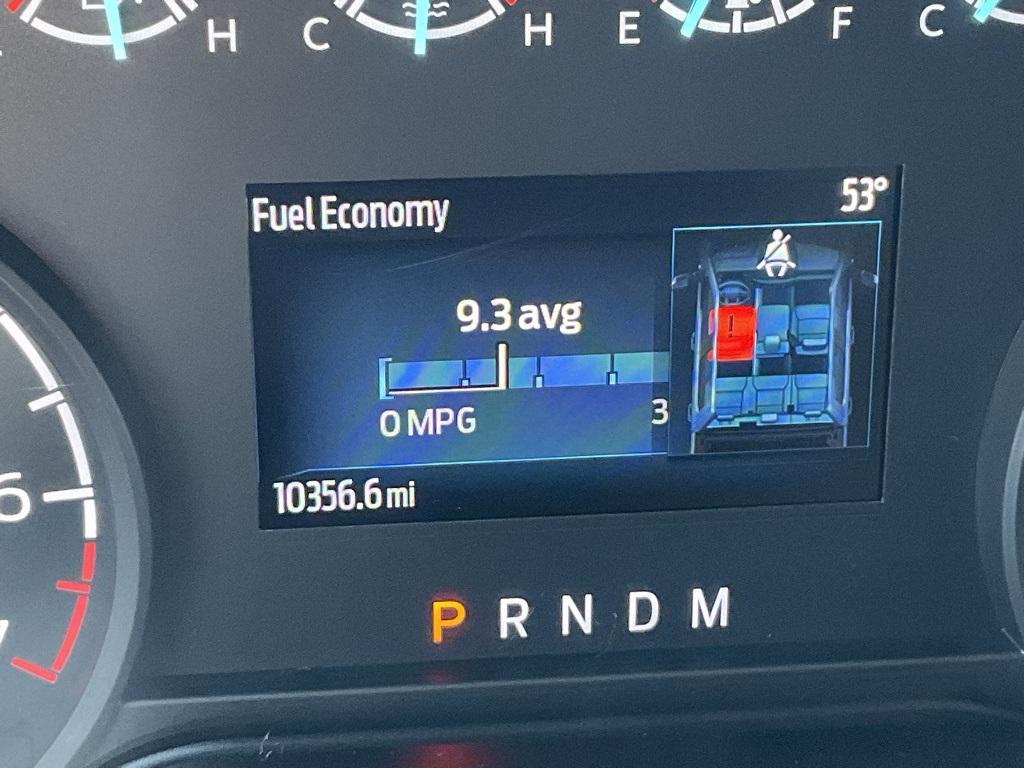 H C H E F C
Fuel Economy 53°
9.3 avg
!
0 MPG 3
10356.6 mi
6
P R N D M